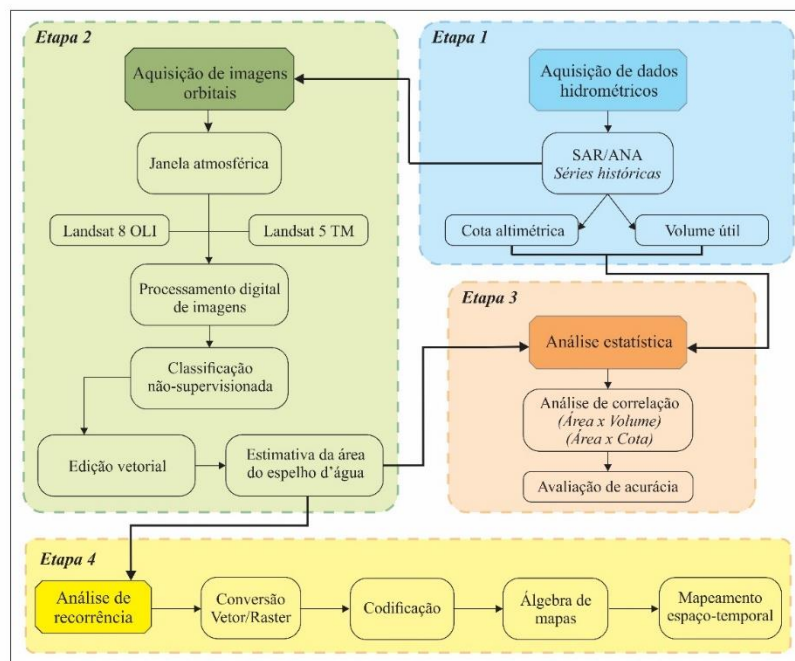 Etapa 2
Aquisição de imagens
orbitais
Janela atmosférica
Landsat 8 OLI
Landsat 5 TM
Processamento digital
de imagens
Classificação
não-supervisionada
Edição vetorial
Estimativa da área
do espelho d’água
Etapa 1
Aquisição de dados
hidrométricos
SAR/ANA
Séries históricas
Cota altimétrica
Volume útil
Etapa 3
Análise estatística
Análise de correlação
(Área x Volume)
(Área x Cota)
Avaliação de acurácia
Etapa 4
Análise de
recorrência
Conversão
Vetor/Raster
Codificação
Álgebra de
mapas
Mapeamento
espaço-temporal